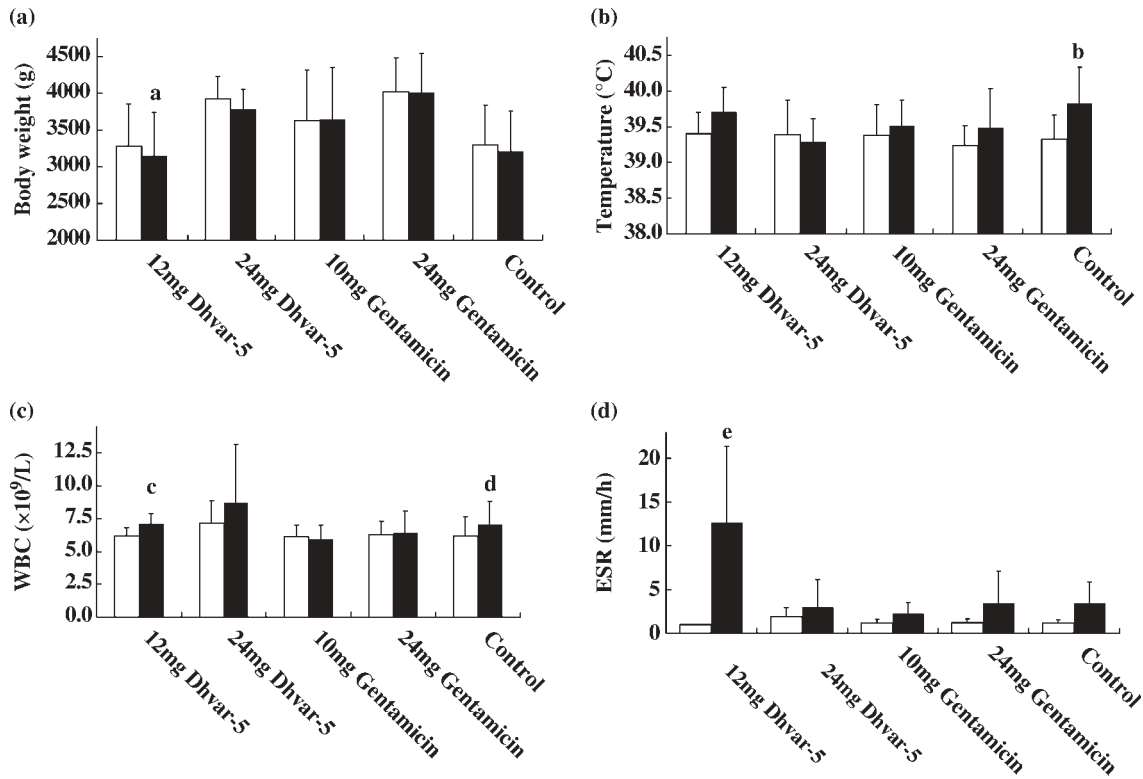 (a)
Body weight (g)
4500
4000
3500
3000
2500
2000
a
12mg Dhvar-5
24mg Dhvar-5
10mg Gentamicin
24mg Gentamicin
Control
(b)
Temperature (°C)
40.5
40.0
39.5
39.0
38.5
38.0
b
12mg Dhvar-5
24mg Dhvar-5
10mg Gentamicin
24mg Gentamicin
Control
(c)
WBC (×10⁹/L)
12.5
10.0
7.5
5.0
2.5
0.0
c
d
12mg Dhvar-5
24mg Dhvar-5
10mg Gentamicin
24mg Gentamicin
Control
(d)
ESR (mm/h)
20
15
10
5
0
e
12mg Dhvar-5
24mg Dhvar-5
10mg Gentamicin
24mg Gentamicin
Control